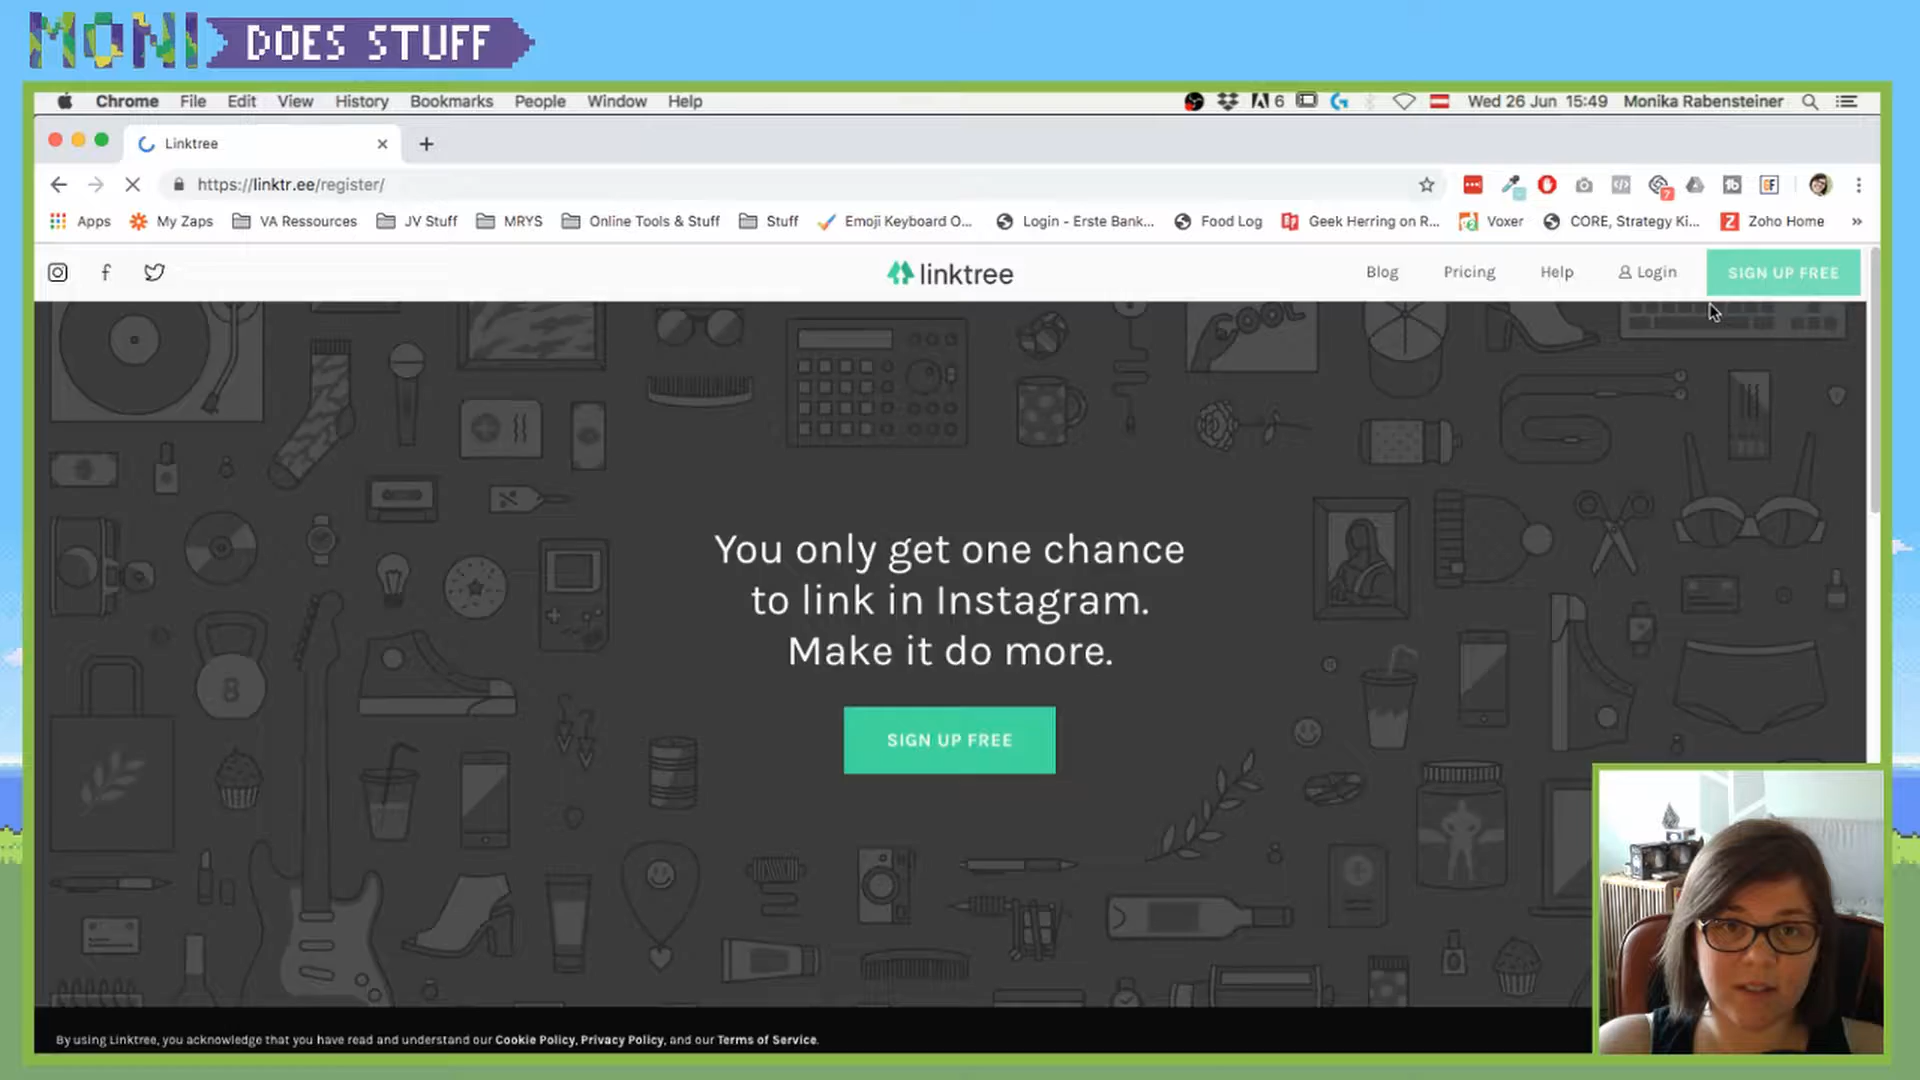 MONI DOES STUFF
Chrome File Edit View History Bookmarks People Window Help
6 Wed 26 Jun 15:49 Monika Rabensteiner
Linktree
https://linktr.ee/register/
7
Apps My Zaps VA Ressources JV Stuff MRYS Online Tools & Stuff Stuff Emoji Keyboard O... Login - Erste Bank... Food Log Geek Herring on R... Voxer CORE, Strategy Ki... Zoho Home »
linktree
Blog Pricing Help Login SIGN UP FREE
COOL
You only get one chance
to link in Instagram.
Make it do more.
SIGN UP FREE
8
By using Linktree, you acknowledge that you have read and understand our Cookie Policy, Privacy Policy, and our Terms of Service.